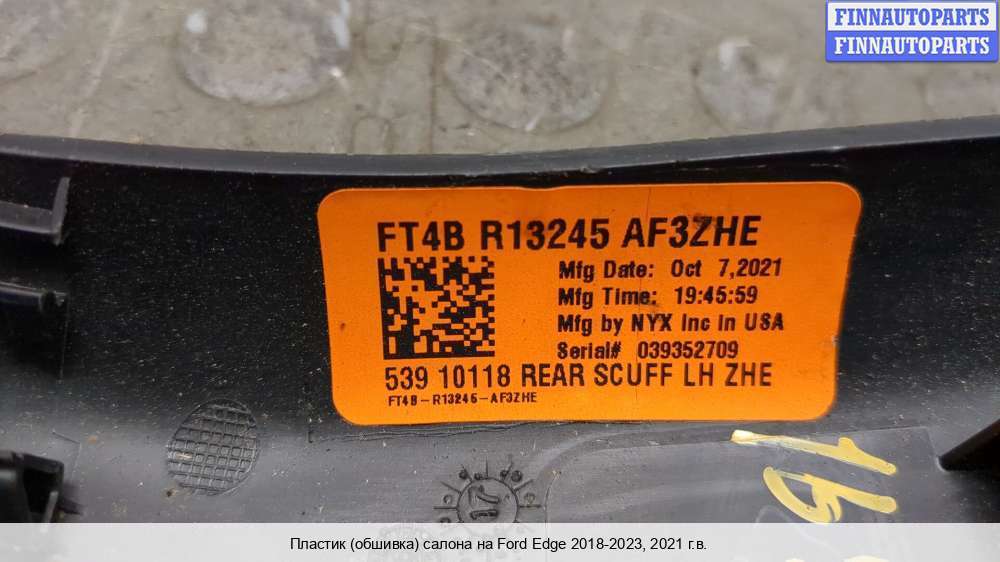 FINNAUTOPARTS
FINNAUTOPARTS
FT4B R13245 AF3ZHE
Mfg Date: Oct 7,2021
Mfg Time: 19:45:59
Mfg by NYX Inc in USA
Serial# 039352709
539 10118 REAR SCUFF LH ZHE
FT4B-R13245-AF3ZHE
Пластик (обшивка) салона на Ford Edge 2018-2023, 2021 г.в.